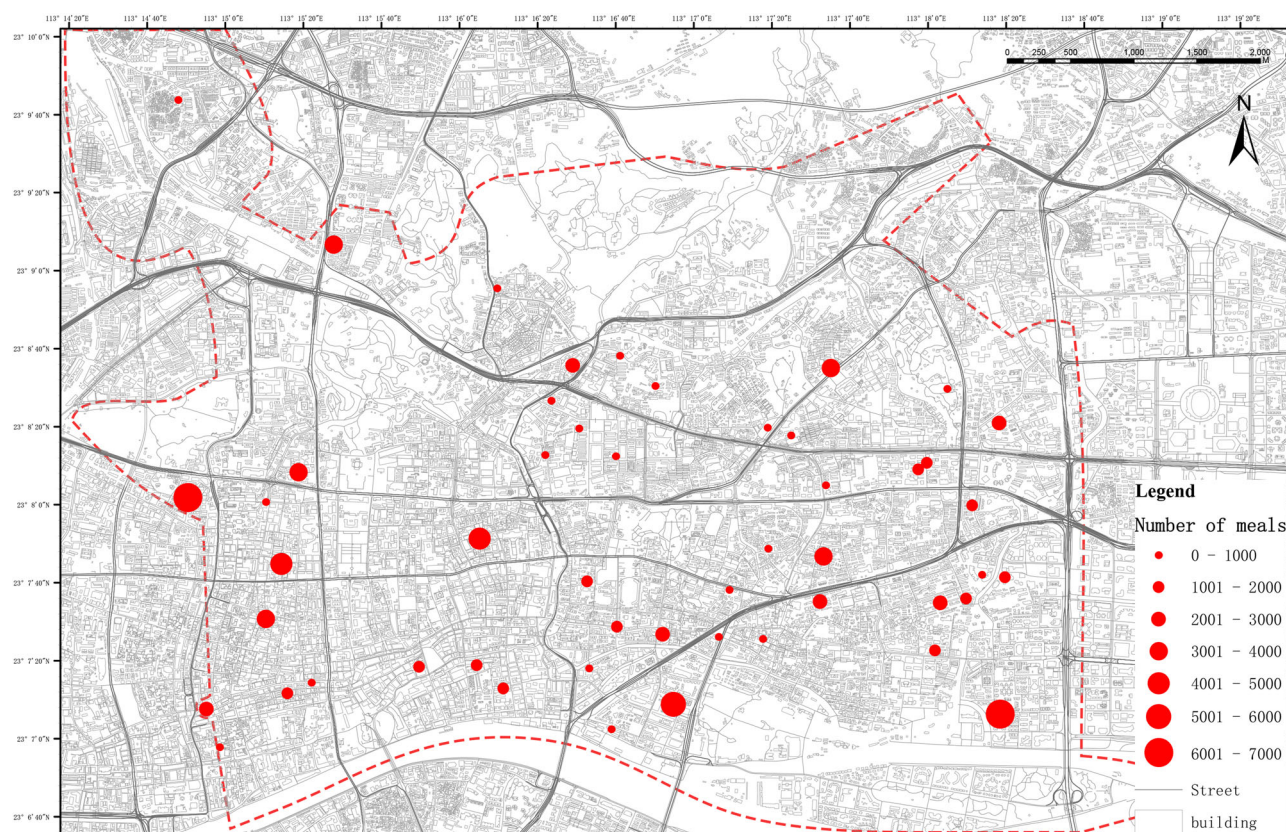 113° 14′20″E 113° 14′40″E 113° 15′0″E 113° 15′20″E 113° 15′40″E 113° 16′0″E 113° 16′20″E 113° 16′40″E 113° 17′0″E 113° 17′20″E 113° 17′40″E 113° 18′0″E 113° 18′20″E 113° 18′40″E 113° 19′0″E 113° 19′20″E
23° 10′0″N
0 250 500 1,000 1,500 2,000
M
N
23° 9′40″N
23° 9′20″N
23° 9′0″N
23° 8′40″N
23° 8′20″N
23° 8′0″N
23° 7′40″N
23° 7′20″N
23° 7′0″N
23° 6′40″N
Legend
Number of meals
0 - 1000
1001 - 2000
2001 - 3000
3001 - 4000
4001 - 5000
5001 - 6000
6001 - 7000
Street
building